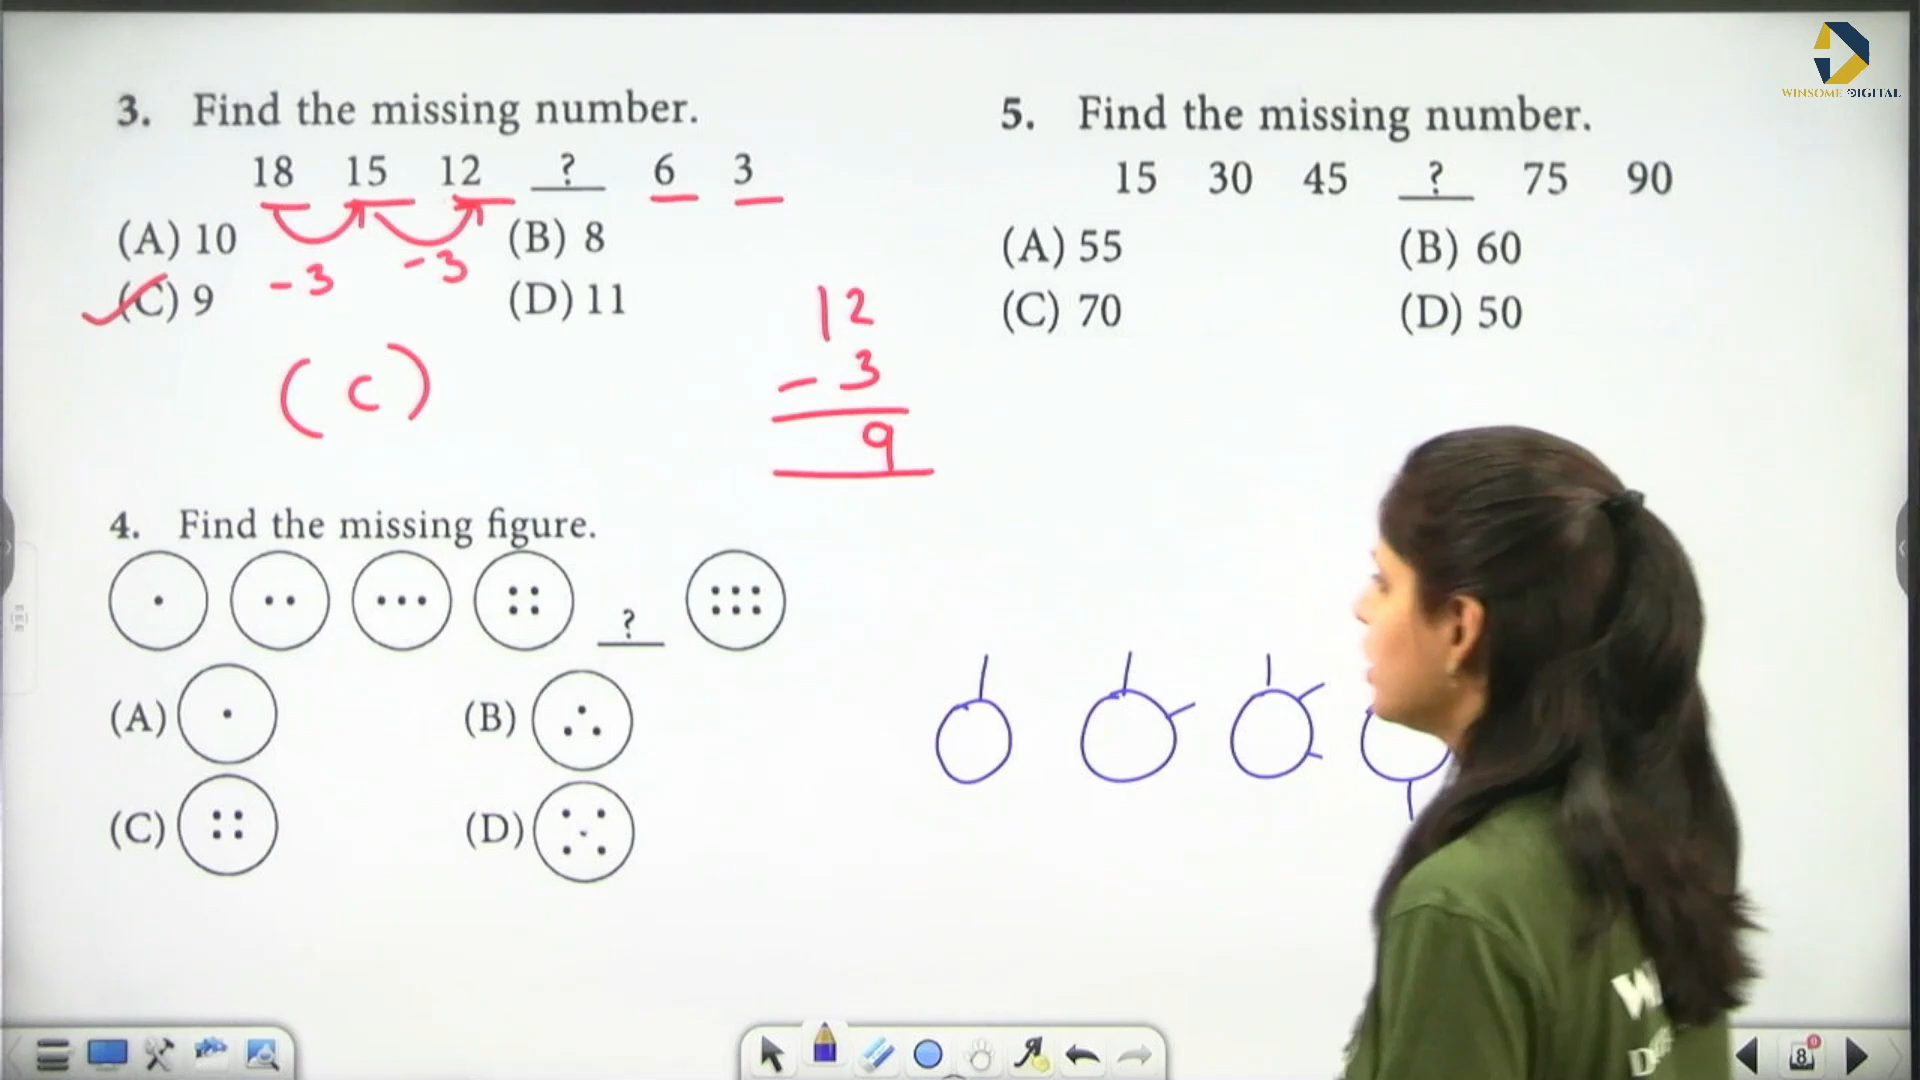 WINSOME DIGITAL
3. Find the missing number.
18 15 12 ? 6 3
(A) 10 (B) 8
(C) 9 (D) 11
-3 -3
(C)
12
- 3
9
4. Find the missing figure.
?
(A) (B)
(C) (D)
5. Find the missing number.
15 30 45 ? 75 90
(A) 55 (B) 60
(C) 70 (D) 50
8